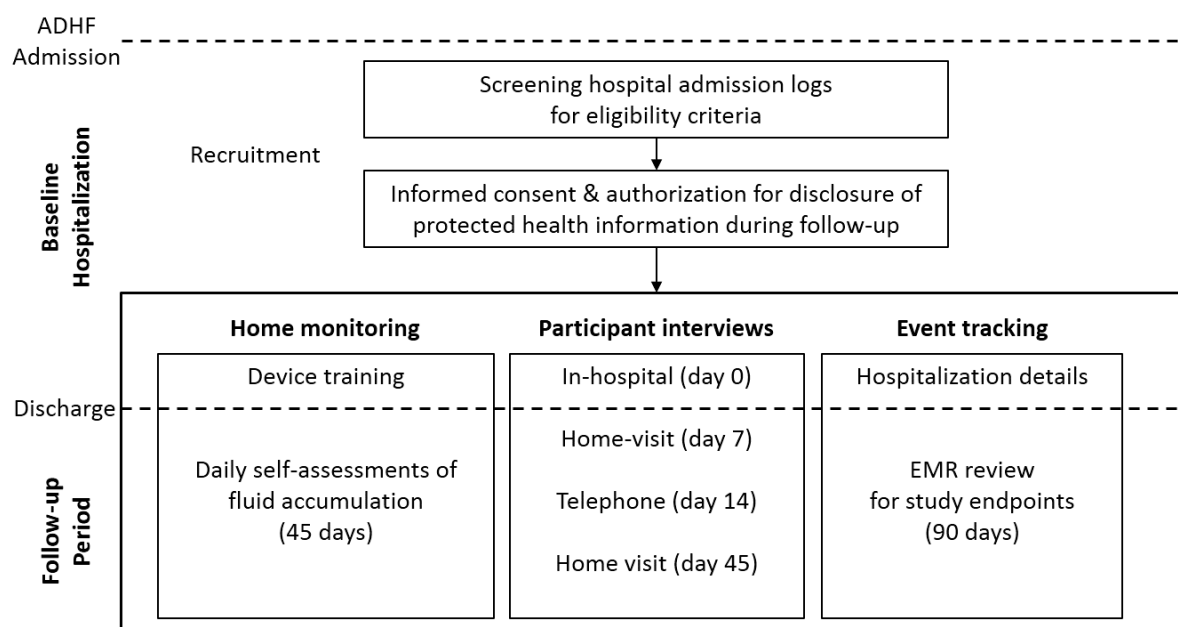 ADHF
Admission
Screening hospital admission logs
for eligibility criteria
Baseline
Hospitalization
Recruitment
Informed consent & authorization for disclosure of
protected health information during follow-up
Home monitoring
Participant interviews
Event tracking
Device training
In-hospital (day 0)
Hospitalization details
Discharge
Follow-up
Period
Daily self-assessments of
fluid accumulation
(45 days)
Home-visit (day 7)
Telephone (day 14)
Home visit (day 45)
EMR review
for study endpoints
(90 days)